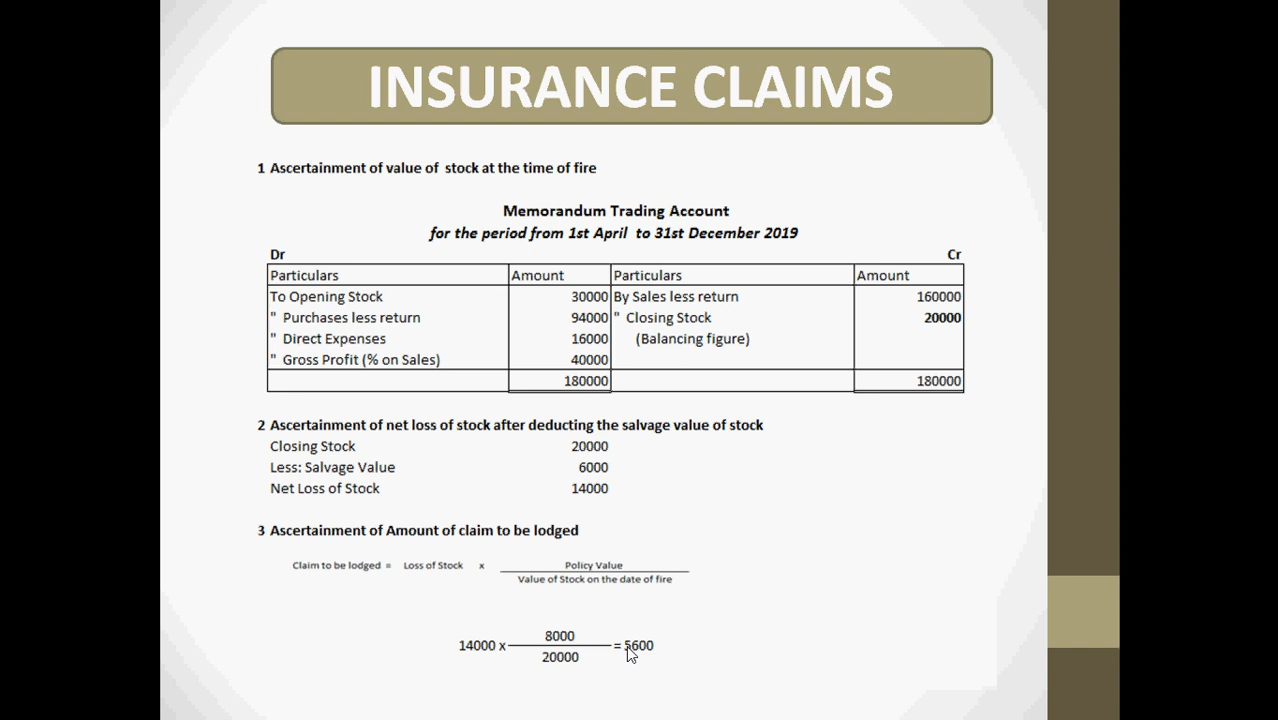 INSURANCE CLAIMS
1 Ascertainment of value of stock at the time of fire
Memorandum Trading Account
for the period from 1st April to 31st December 2019
Dr Cr
Particulars Amount Particulars Amount
To Opening Stock 30000 By Sales less return 160000
" Purchases less return 94000 " Closing Stock 20000
" Direct Expenses 16000 (Balancing figure)
" Gross Profit (% on Sales) 40000
180000 180000
2 Ascertainment of net loss of stock after deducting the salvage value of stock
Closing Stock 20000
Less: Salvage Value 6000
Net Loss of Stock 14000
3 Ascertainment of Amount of claim to be lodged
Claim to be lodged = Loss of Stock x Policy Value
Value of Stock on the date of fire
8000
14000 x = 5600
20000